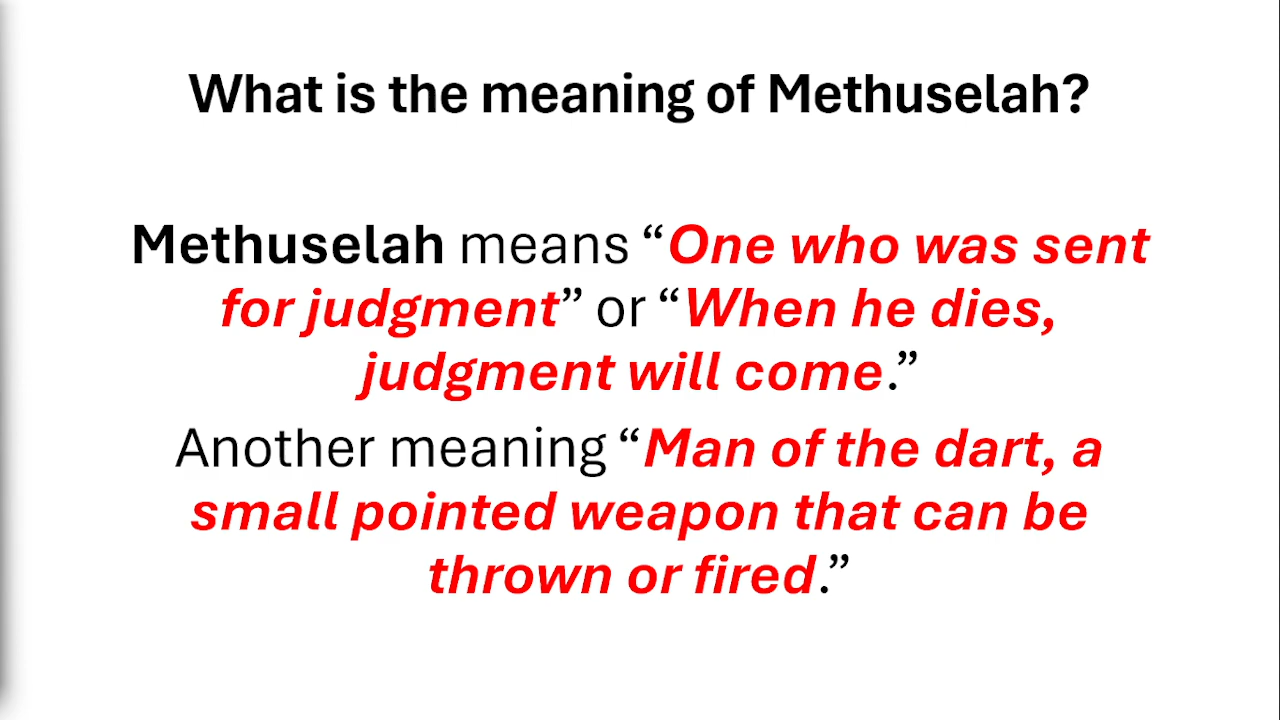 What is the meaning of Methuselah?
Methuselah means “One who was sent
for judgment” or “When he dies,
judgment will come.”
Another meaning “Man of the dart, a
small pointed weapon that can be
thrown or fired.”